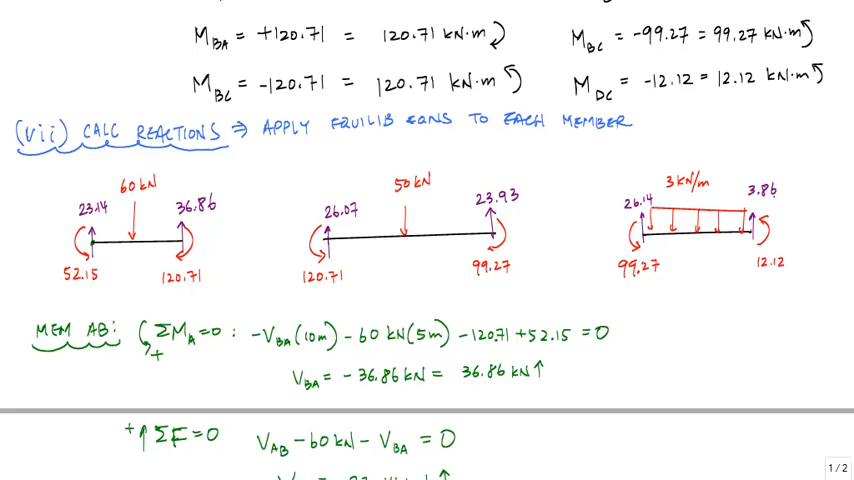 M_BA = +120.71 = 120.71 kN·m
M_BC = -99.27 = 99.27 kN·m
M_BC = -120.71 = 120.71 kN·m
M_DC = -12.12 = 12.12 kN·m
(vii) CALC REACTIONS ⇒ APPLY EQUILIB EQNS TO EACH MEMBER
60 kN
23.14 36.86
52.15 120.71
50 kN
26.07 23.93
120.71 99.27
3 kN/m
26.14 3.86
99.27 12.12
MEM AB: + ΣM_A = 0 : -V_BA (10m) - 60 kN (5m) - 120.71 + 52.15 = 0
V_BA = -36.86 kN = 36.86 kN ↑
+↑ ΣF = 0 V_AB - 60 kN - V_BA = 0
1 / 2